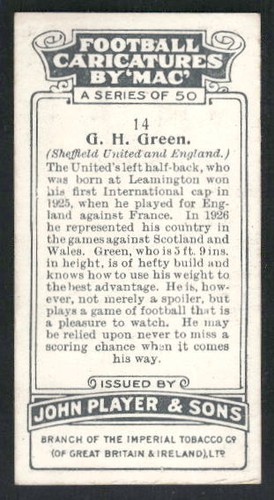 FOOTBALL
CARICATURES
BY 'MAC'
A SERIES OF 50
14
G. H. Green.
(Sheffield United and England.)
The United's left half-back, who
was born at Leamington won
his first International cap in
1925, when he played for Eng-
land against France. In 1926
he represented his country in
the games against Scotland and
Wales. Green, who is 5 ft. 9 ins.
in height, is of hefty build and
knows how to use his weight to
the best advantage. He is, how-
ever, not merely a spoiler, but
plays a game of football that is
a pleasure to watch. He may
be relied upon never to miss a
scoring chance when it comes
his way.
ISSUED BY
JOHN PLAYER & SONS
BRANCH OF THE IMPERIAL TOBACCO CO
(OF GREAT BRITAIN & IRELAND), LTD